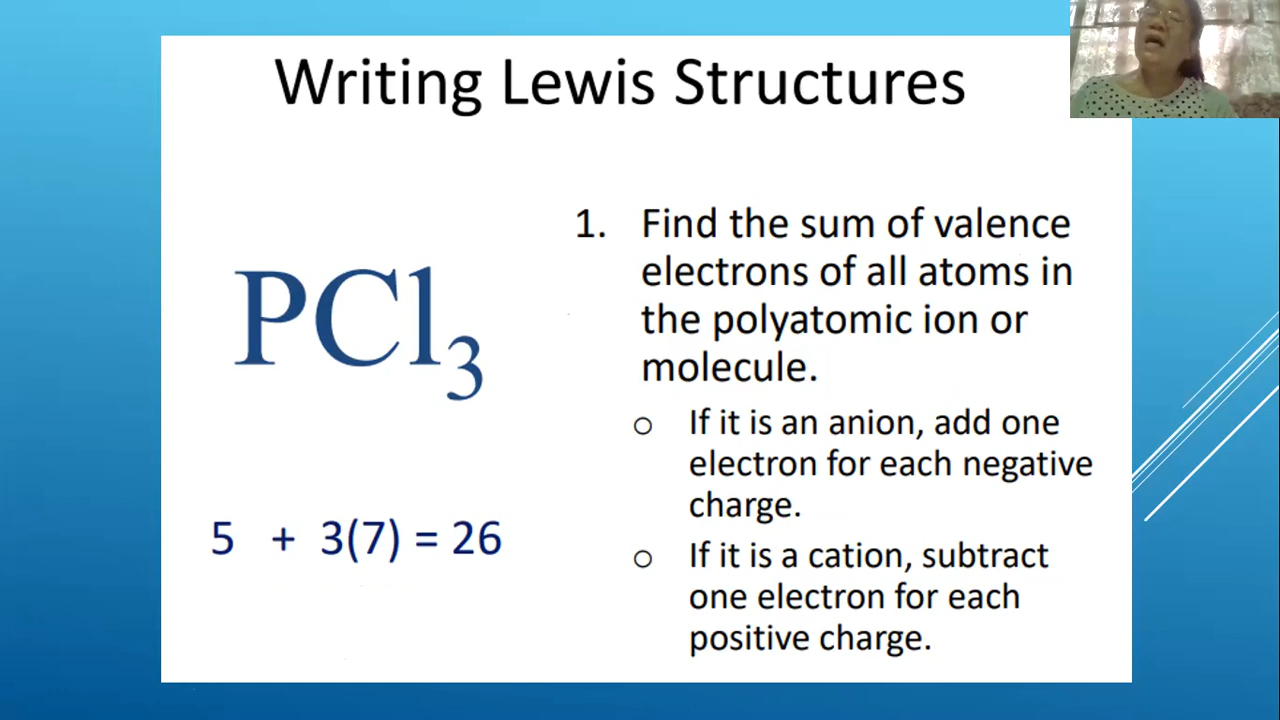 Writing Lewis Structures
PCl3
5 + 3(7) = 26
1. Find the sum of valence
electrons of all atoms in
the polyatomic ion or
molecule.
o If it is an anion, add one
electron for each negative
charge.
o If it is a cation, subtract
one electron for each
positive charge.